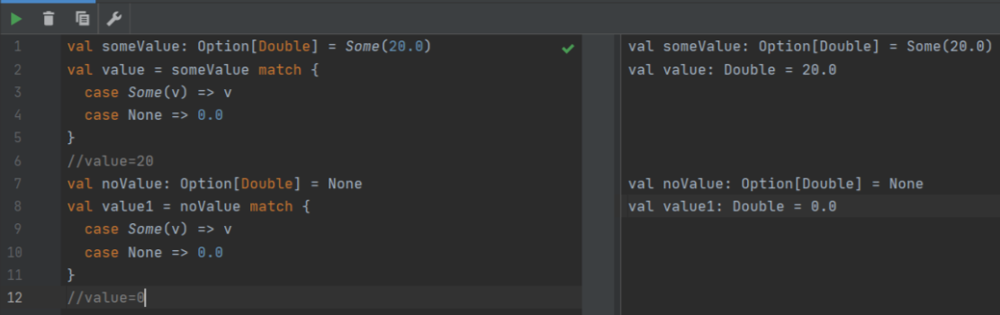 1 val someValue: Option[Double] = Some(20.0)
2 val value = someValue match {
3 case Some(v) => v
4 case None => 0.0
5 }
6 //value=20
7 val noValue: Option[Double] = None
8 val value1 = noValue match {
9 case Some(v) => v
10 case None => 0.0
11 }
12 //value=0
val someValue: Option[Double] = Some(20.0)
val value: Double = 20.0
val noValue: Option[Double] = None
val value1: Double = 0.0